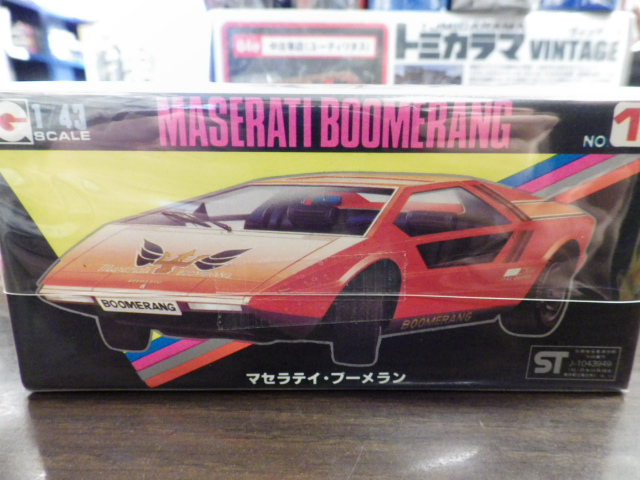 トミカラマ VINTAGE
1/43
SCALE
MASERATI BOOMERANG
NO 1
BOOMERANG
BOOMERANG
マセラテイ・ブーメラン
ST